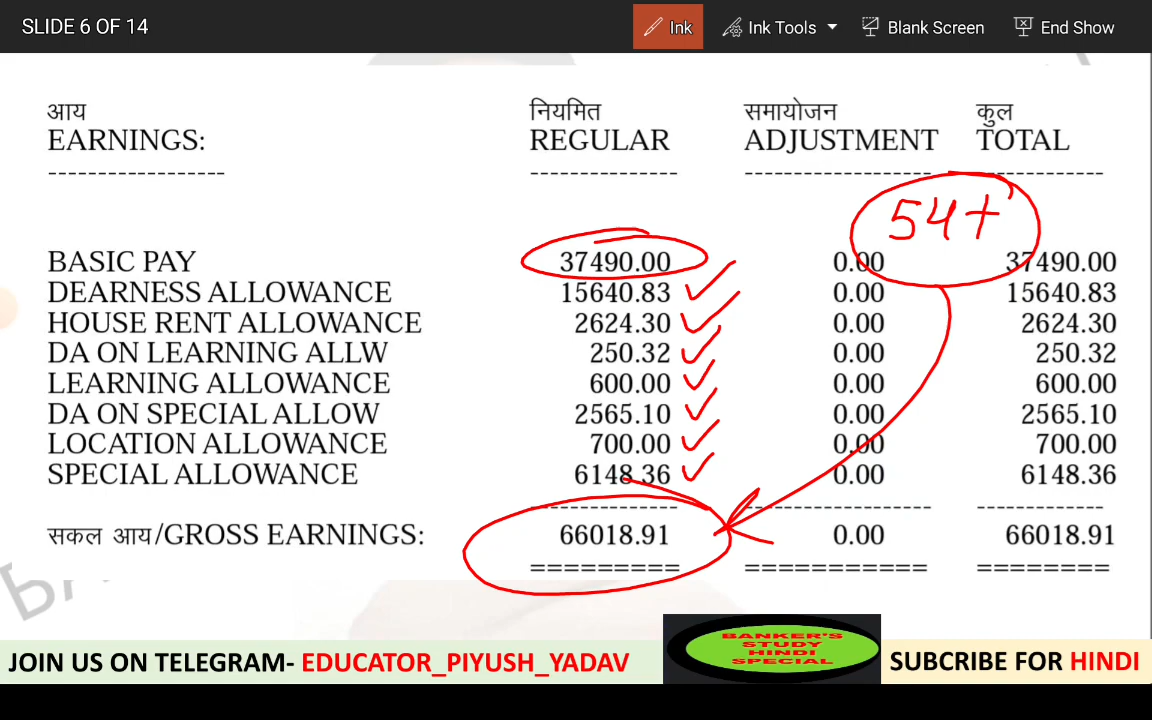 SLIDE 6 OF 14 Ink Ink Tools Blank Screen End Show
आय नियमित समायोजन कुल
EARNINGS: REGULAR ADJUSTMENT TOTAL
------------------ --------------- ------------------- -------------
54+
BASIC PAY 37490.00 0.00 37490.00
DEARNESS ALLOWANCE 15640.83 0.00 15640.83
HOUSE RENT ALLOWANCE 2624.30 0.00 2624.30
DA ON LEARNING ALLW 250.32 0.00 250.32
LEARNING ALLOWANCE 600.00 0.00 600.00
DA ON SPECIAL ALLOW 2565.10 0.00 2565.10
LOCATION ALLOWANCE 700.00 0.00 700.00
SPECIAL ALLOWANCE 6148.36 0.00 6148.36
--------------- ------------------- -------------
सकल आय/GROSS EARNINGS: 66018.91 0.00 66018.91
========= =========== ========
JOIN US ON TELEGRAM- EDUCATOR_PIYUSH_YADAV
BANKER'S
STUDY
HINDI
SPECIAL
SUBCRIBE FOR HINDI